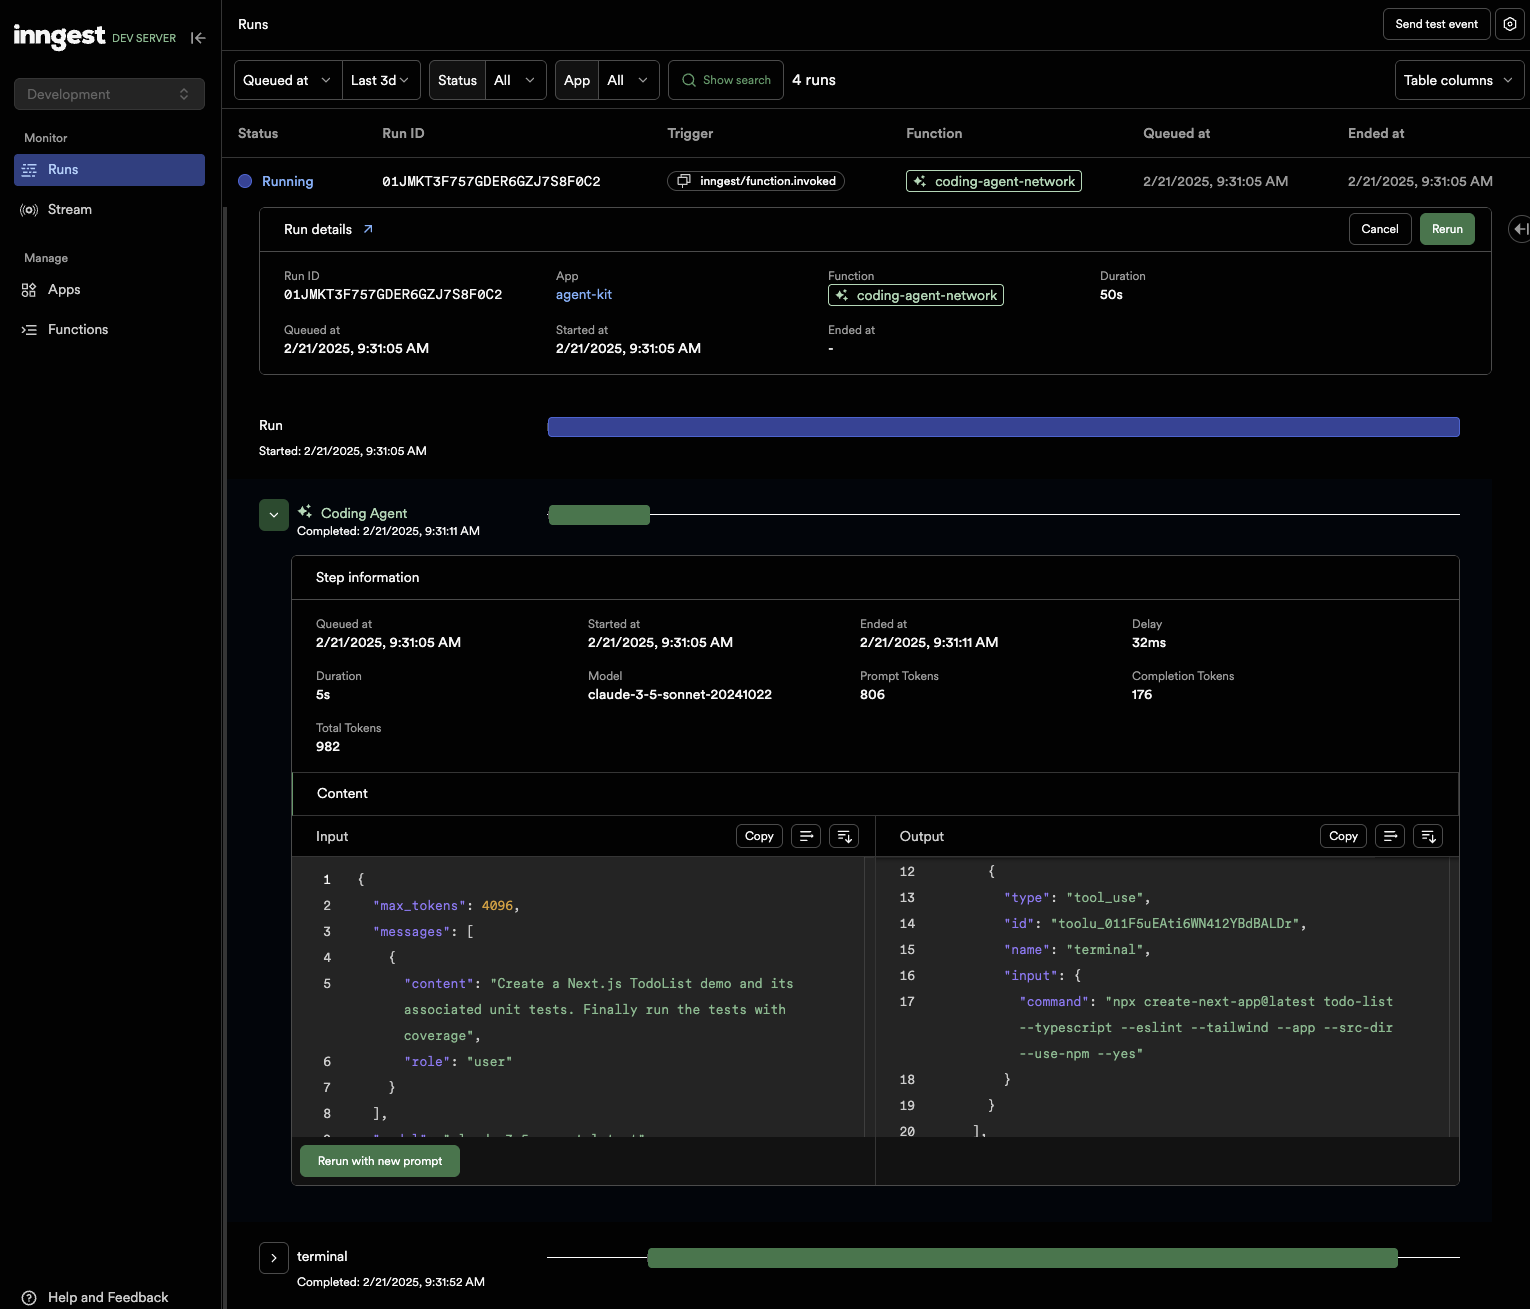 inngest DEV SERVER
Development
Monitor
Runs
Stream
Manage
Apps
Functions
Help and Feedback
Runs
Send test event
Queued at Last 3d Status All App All Show search 4 runs Table columns
Status Run ID Trigger Function Queued at Ended at
Running 01JMKT3F757GDER6GZJ7S8F0C2 inngest/function.invoked coding-agent-network 2/21/2025, 9:31:05 AM 2/21/2025, 9:31:05 AM
Run details Cancel Rerun
Run ID App Function Duration
01JMKT3F757GDER6GZJ7S8F0C2 agent-kit coding-agent-network 50s
Queued at Started at Ended at
2/21/2025, 9:31:05 AM 2/21/2025, 9:31:05 AM -
Run
Started: 2/21/2025, 9:31:05 AM
Coding Agent
Completed: 2/21/2025, 9:31:11 AM
Step information
Queued at Started at Ended at Delay
2/21/2025, 9:31:05 AM 2/21/2025, 9:31:05 AM 2/21/2025, 9:31:11 AM 32ms
Duration Model Prompt Tokens Completion Tokens
5s claude-3-5-sonnet-20241022 806 176
Total Tokens
982
Content
Input Copy
1 {
2 "max_tokens": 4096,
3 "messages": [
4 {
5 "content": "Create a Next.js TodoList demo and its
associated unit tests. Finally run the tests with
coverage",
6 "role": "user"
7 }
8 ],
Rerun with new prompt
Output Copy
12 {
13 "type": "tool_use",
14 "id": "toolu_011F5uEAti6WN412YBdBALDr",
15 "name": "terminal",
16 "input": {
17 "command": "npx create-next-app@latest todo-list
--typescript --eslint --tailwind --app --src-dir
--use-npm --yes"
18 }
19 }
20 ],
terminal
Completed: 2/21/2025, 9:31:52 AM